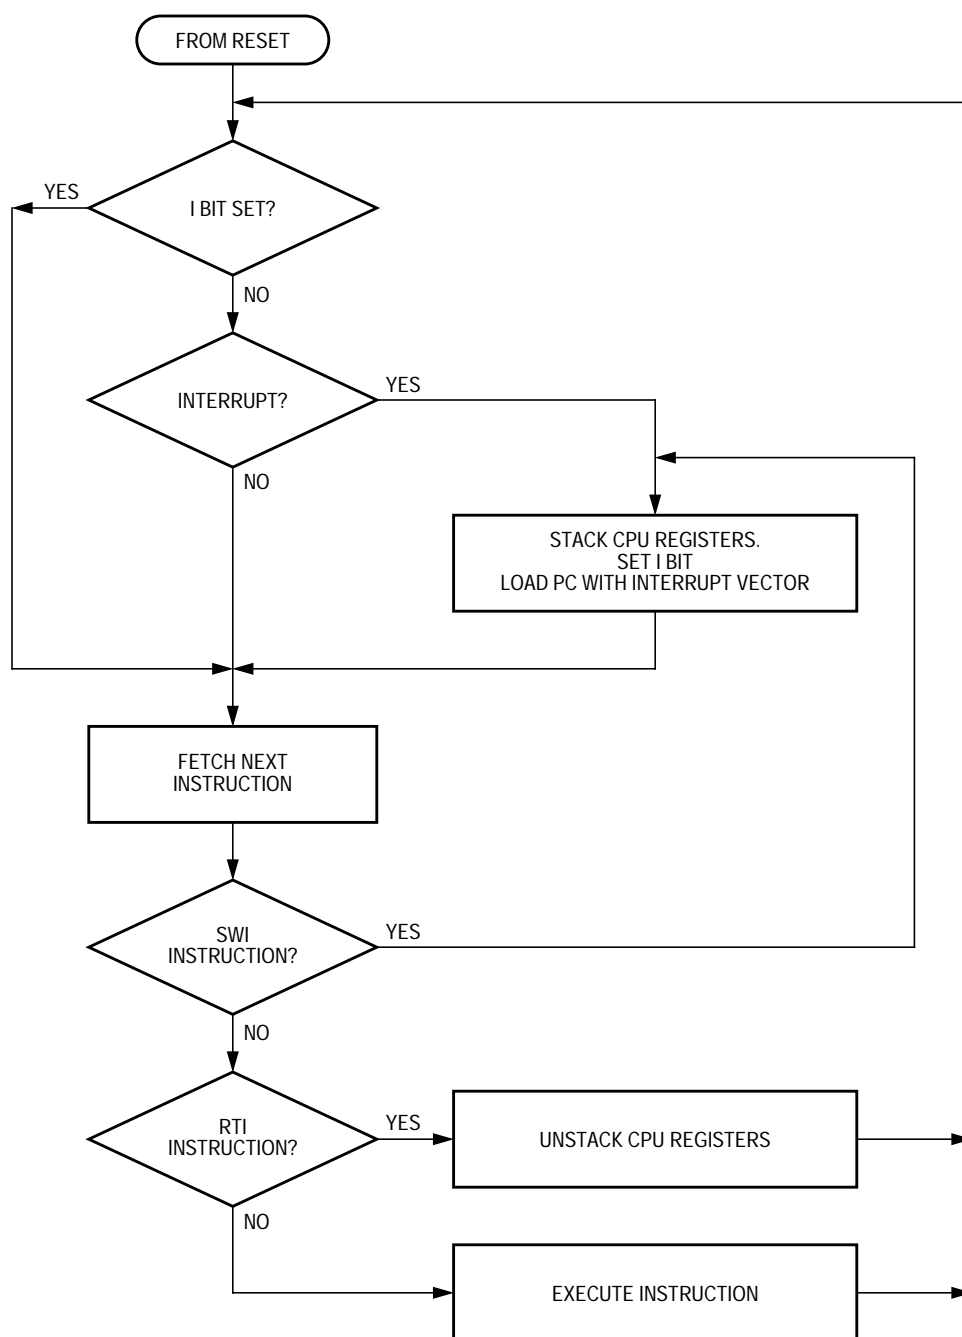 FROM RESET
YES
I BIT SET?
NO
INTERRUPT?
YES
NO
STACK CPU REGISTERS.
SET I BIT
LOAD PC WITH INTERRUPT VECTOR
FETCH NEXT
INSTRUCTION
SWI
INSTRUCTION?
YES
NO
RTI
INSTRUCTION?
YES
UNSTACK CPU REGISTERS
NO
EXECUTE INSTRUCTION